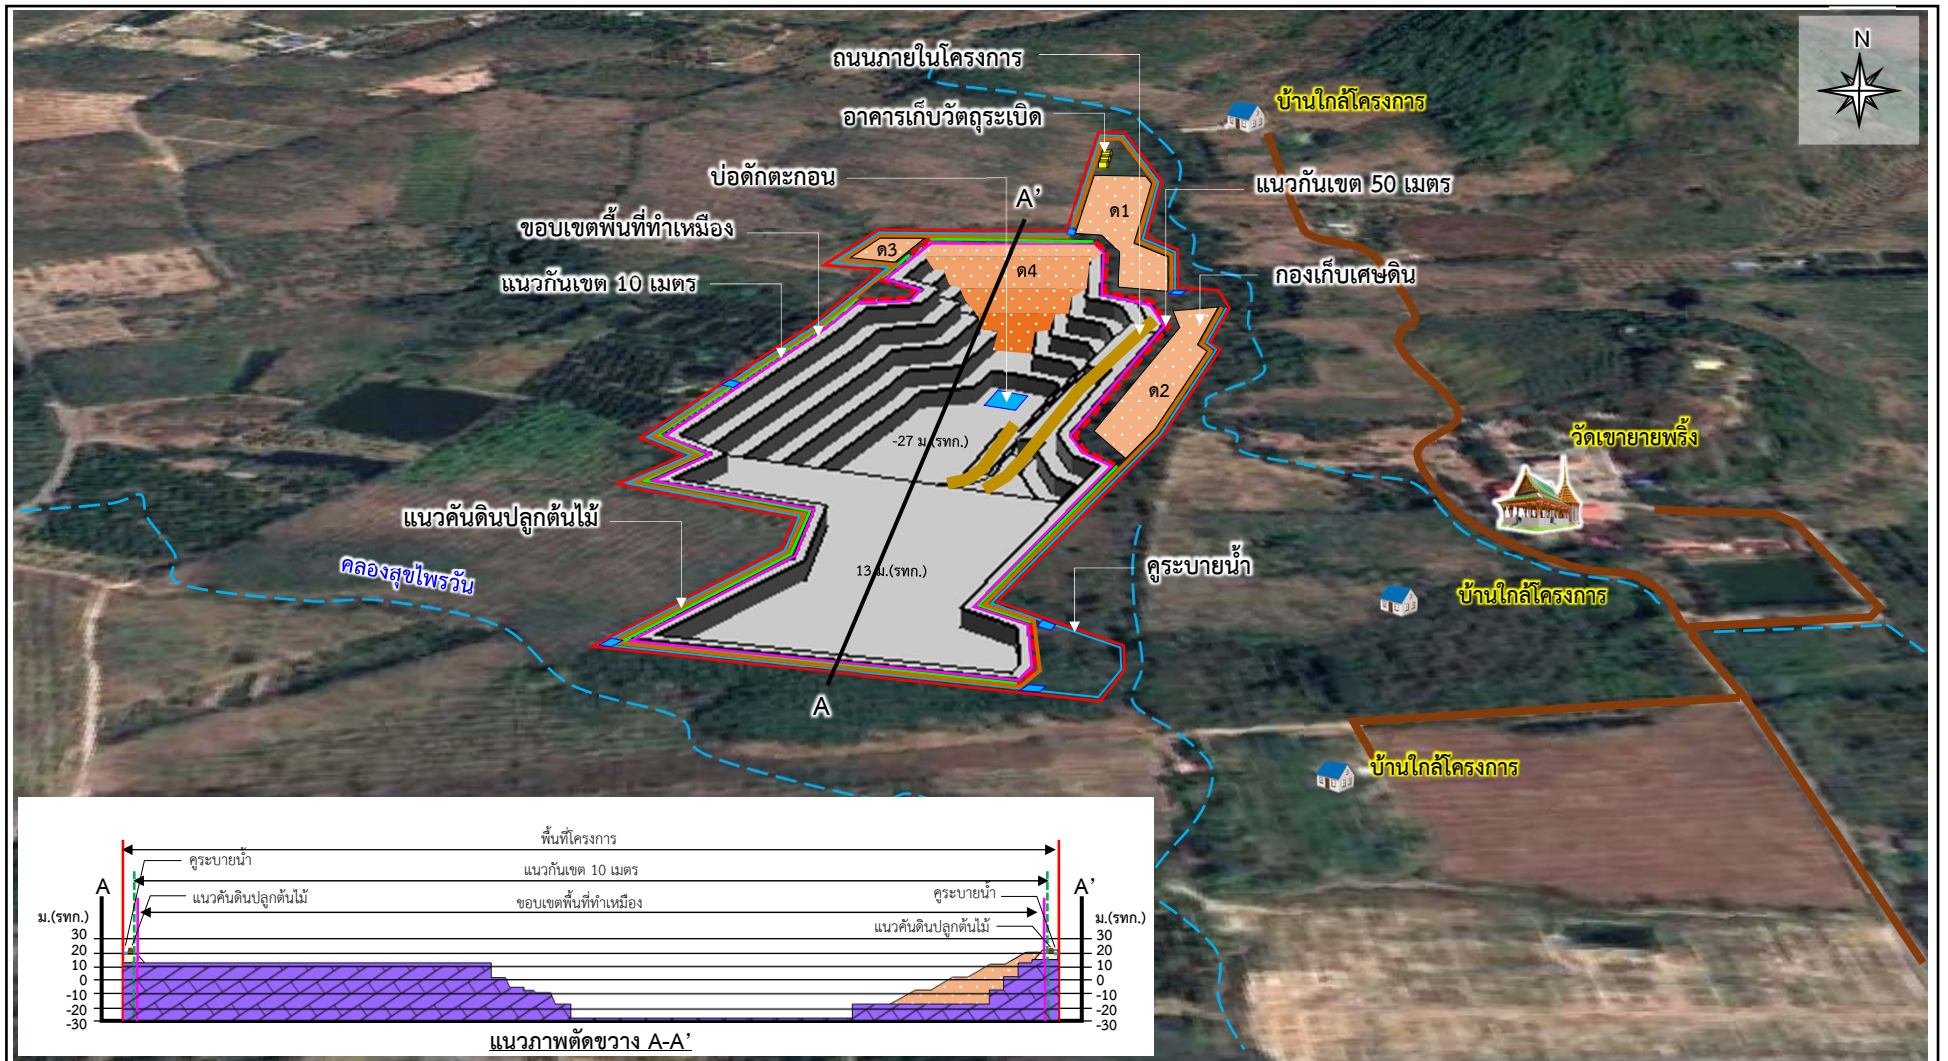 N
ถนนภายในโครงการ
บ้านใกล้โครงการ
อาคารเก็บวัตถุระเบิด
บ่อดักตะกอน
A’
แนวกันเขต 50 เมตร
ด1
ขอบเขตพื้นที่ทำเหมือง
ด3
ด4
กองเก็บเศษดิน
แนวกันเขต 10 เมตร
ด2
-27 ม.(รทก.)
วัดเขายายพริ้ง
แนวคันดินปลูกต้นไม้
คลองสุขไพรวัน
13 ม.(รทก.)
คูระบายน้ำ
บ้านใกล้โครงการ
A
บ้านใกล้โครงการ
พื้นที่โครงการ
คูระบายน้ำ
แนวกันเขต 10 เมตร
A
คูระบายน้ำ
A’
แนวคันดินปลูกต้นไม้
ขอบเขตพื้นที่ทำเหมือง
ม.(รทก.)
ม.(รทก.)
แนวคันดินปลูกต้นไม้
30
30
20
20
10
10
0
0
-10
-10
-20
-20
-30
-30
แนวภาพตัดขวาง A-A’